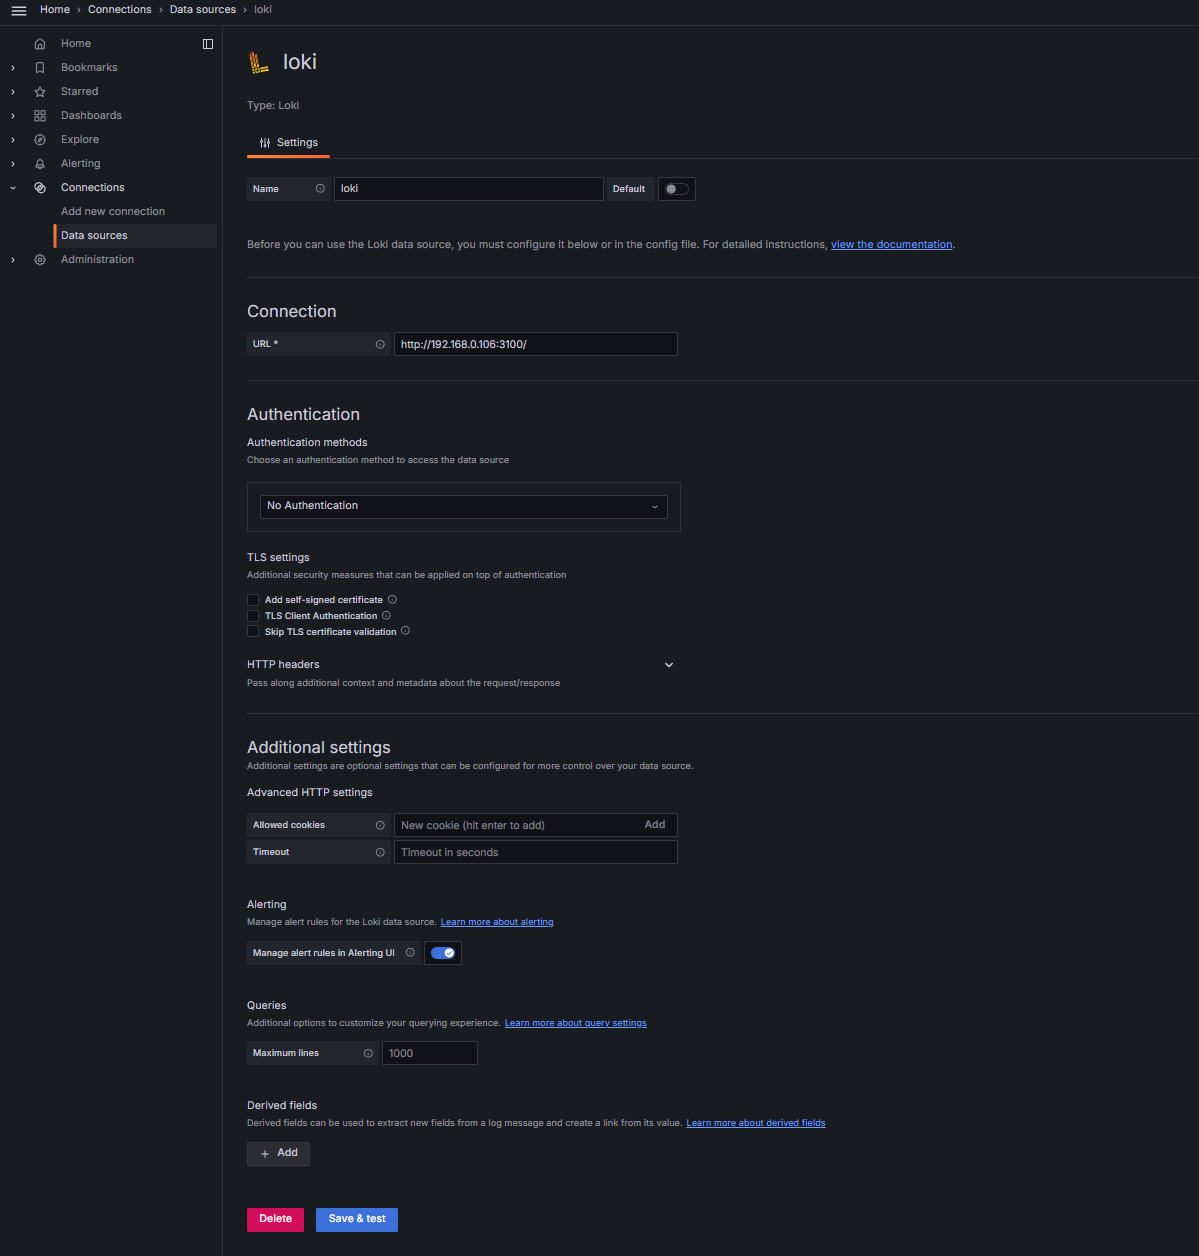 Home › Connections › Data sources › loki
Home
Bookmarks
Starred
Dashboards
Explore
Alerting
Connections
Add new connection
Data sources
Administration
loki
Type: Loki
Settings
Name loki Default
Before you can use the Loki data source, you must configure it below or in the config file. For detailed instructions, view the documentation.
Connection
URL * http://192.168.0.106:3100/
Authentication
Authentication methods
Choose an authentication method to access the data source
No Authentication
TLS settings
Additional security measures that can be applied on top of authentication
Add self-signed certificate
TLS Client Authentication
Skip TLS certificate validation
HTTP headers
Pass along additional context and metadata about the request/response
Additional settings
Additional settings are optional settings that can be configured for more control over your data source.
Advanced HTTP settings
Allowed cookies New cookie (hit enter to add) Add
Timeout Timeout in seconds
Alerting
Manage alert rules for the Loki data source. Learn more about alerting
Manage alert rules in Alerting UI
Queries
Additional options to customize your querying experience. Learn more about query settings
Maximum lines 1000
Derived fields
Derived fields can be used to extract new fields from a log message and create a link from its value. Learn more about derived fields
+ Add
Delete Save & test